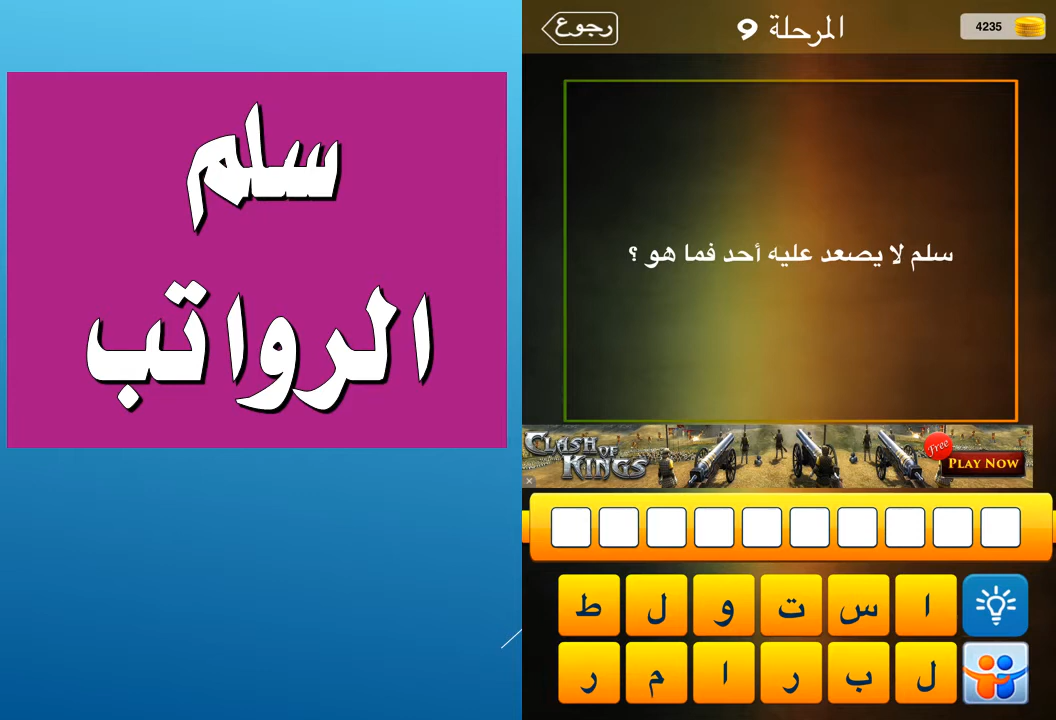 سلم
الرواتب
رجوع
المرحلة 9
4235
سلم لا يصعد عليه أحد فما هو ؟
CLASH OF KINGS
Free
PLAY NOW
ا س ت و ل ط
ل ب ر ا م ر